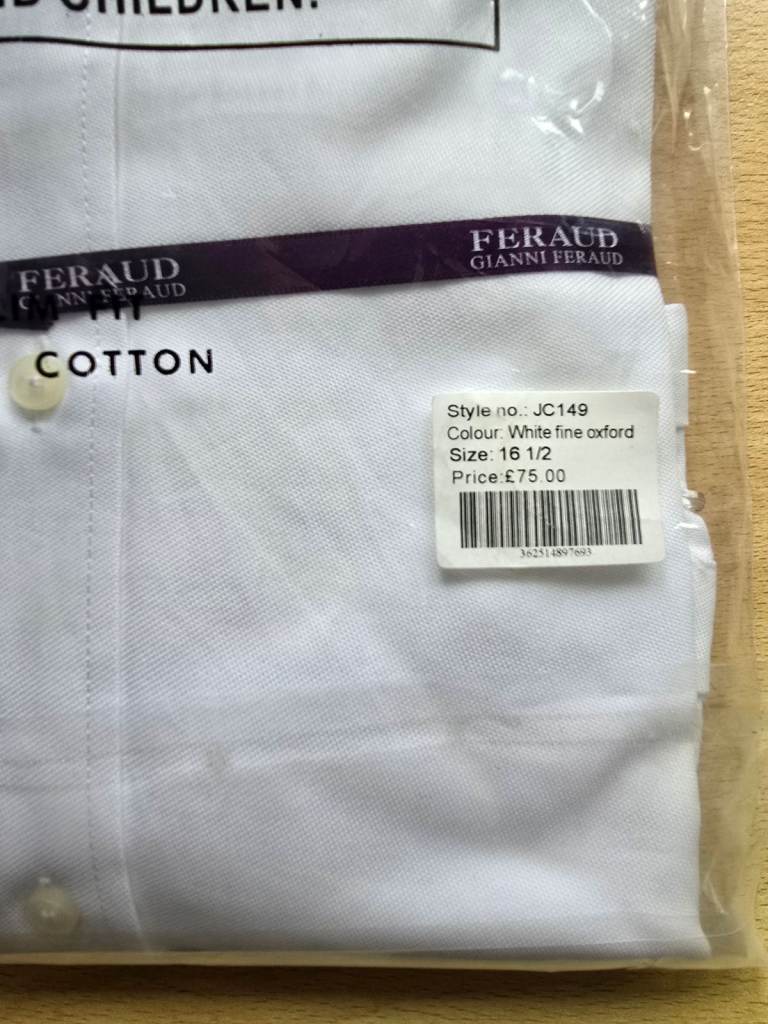 CHILDREN.
FERAUD
GIANNI FERAUD
FERAUD
GIANNI FERAUD
FIT
COTTON
Style no.: JC149
Colour: White fine oxford
Size: 16 1/2
Price:£75.00
362514897693